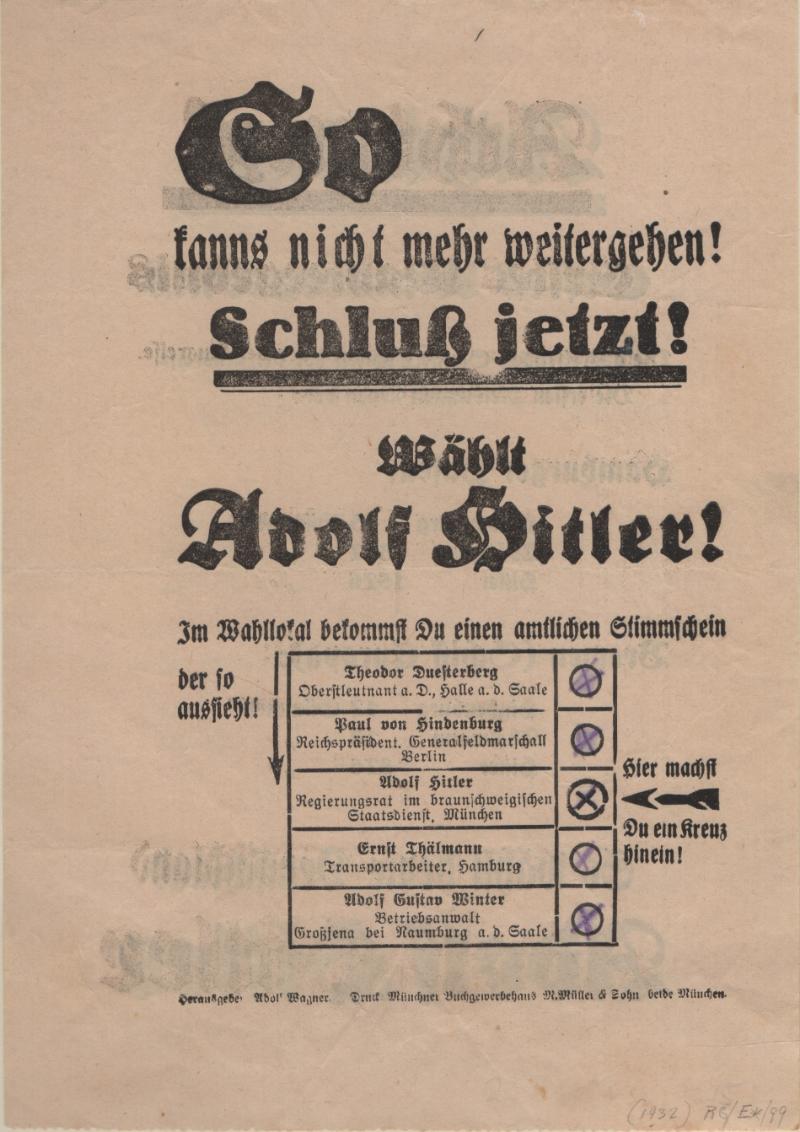 So
kanns nicht mehr weitergehen!
Schluß jetzt!
Wählt
Adolf Hitler!
Im Wahllokal bekommst Du einen amtlichen Stimmschein
der so
aussieht!
Theodor Duesterberg
Oberstleutnant a. D., Halle a. d. Saale
Paul von Hindenburg
Reichspräsident, Generalfeldmarschall
Berlin
Adolf Hitler
Regierungsrat im braunschweigischen
Staatsdienst, München
Ernst Thälmann
Transportarbeiter, Hamburg
Adolf Gustav Winter
Betriebsanwalt
Großjena bei Naumburg a. d. Saale
Hier machst
Du ein Kreuz
hinein!
Herausgeber Adolf Wagner. Druck Münchner Buchgewerbehaus M. Müller & Sohn beide München.
(1932) RE/Ex/99